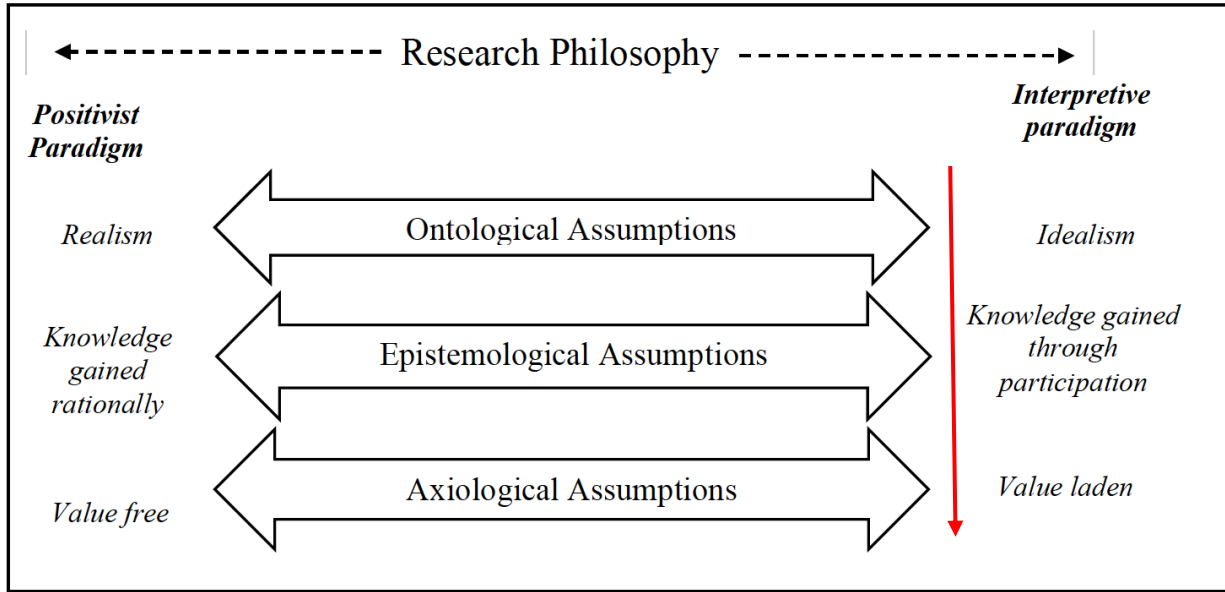 Research Philosophy
Positivist
Paradigm
Interpretive
paradigm
Realism
Ontological Assumptions
Idealism
Knowledge
gained
rationally
Epistemological Assumptions
Knowledge gained
through
participation
Value free
Axiological Assumptions
Value laden